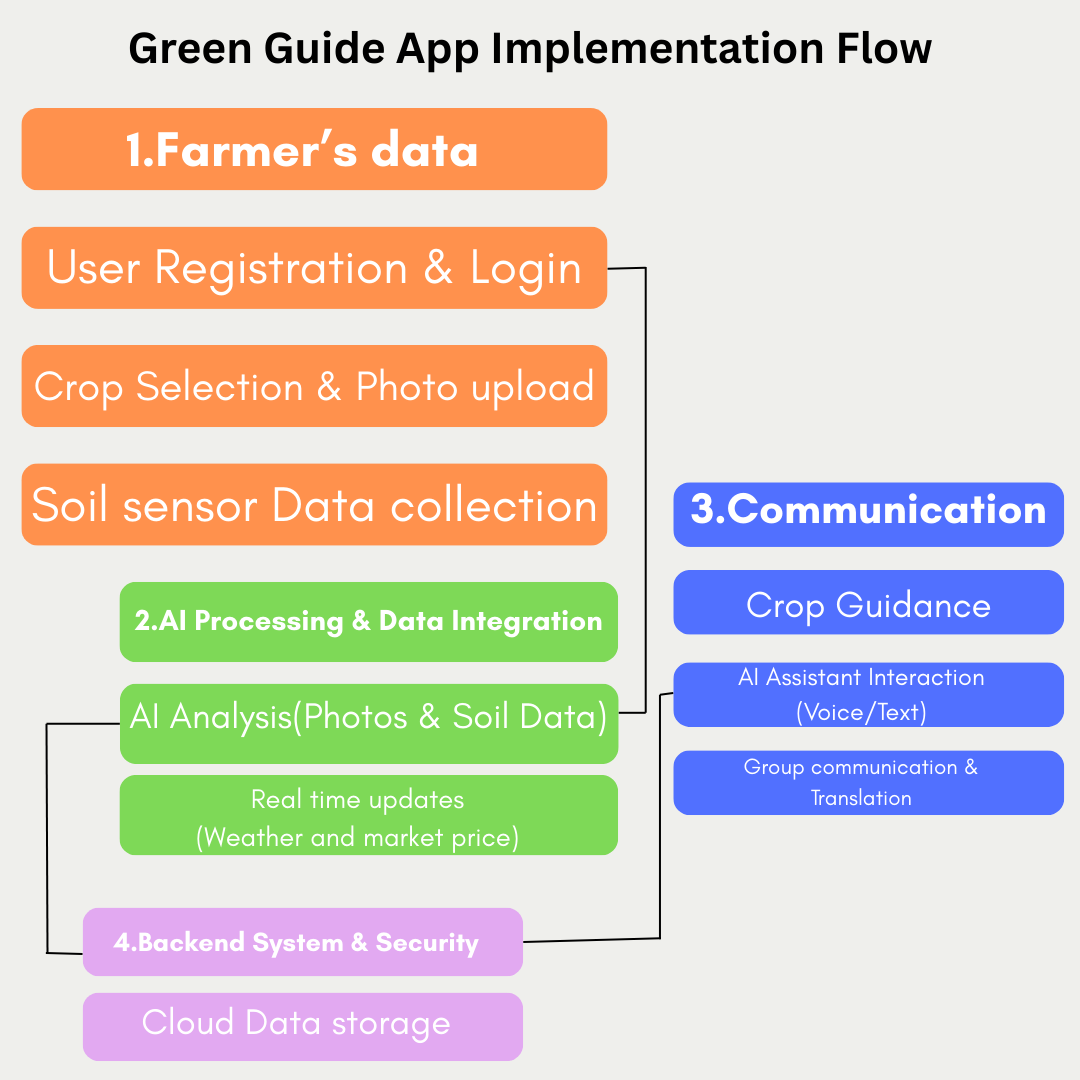 Green Guide App Implementation Flow
1.Farmer’s data
User Registration & Login
Crop Selection & Photo upload
Soil sensor Data collection
2.AI Processing & Data Integration
AI Analysis(Photos & Soil Data)
Real time updates
(Weather and market price)
3.Communication
Crop Guidance
AI Assistant Interaction
(Voice/Text)
Group communication &
Translation
4.Backend System & Security
Cloud Data storage